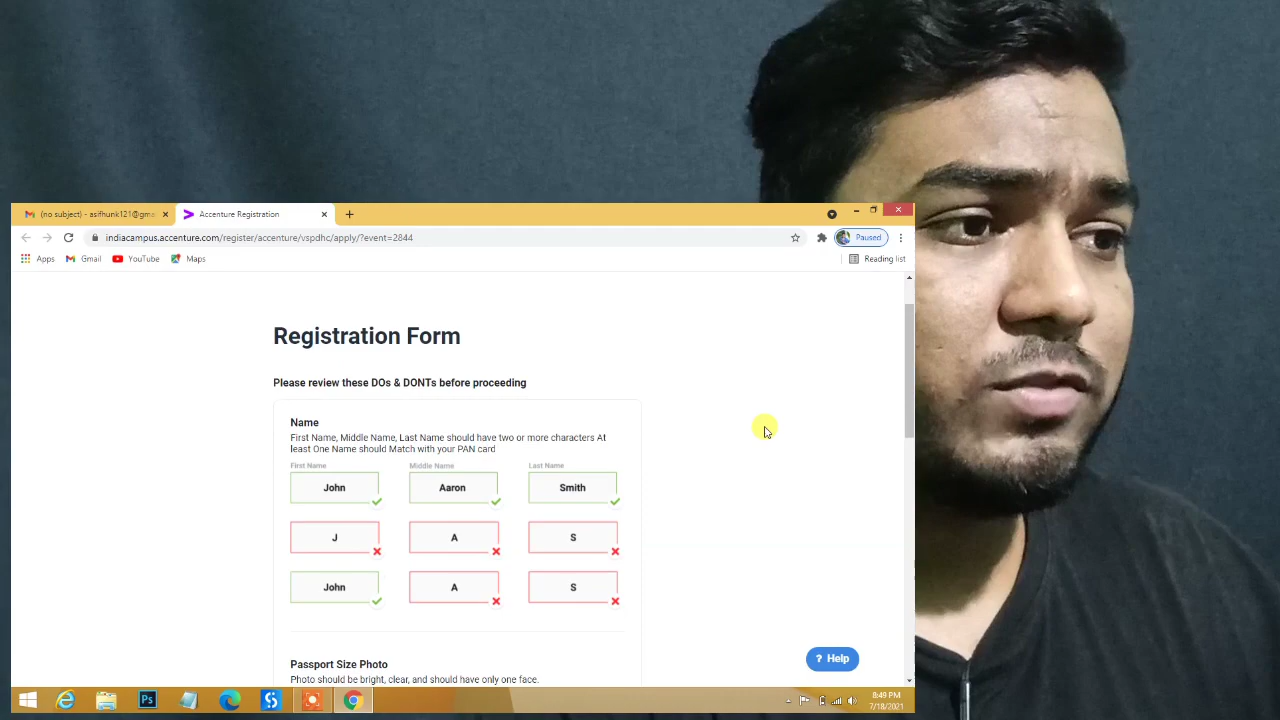 (no subject) - asifhunk121@gma
Accenture Registration
indiacampus.accenture.com/register/accenture/vspdhc/apply/?event=2844
Paused
Apps Gmail YouTube Maps Reading list
Registration Form
Please review these DOs & DONTs before proceeding
Name
First Name, Middle Name, Last Name should have two or more characters At
least One Name should Match with your PAN card
First Name Middle Name Last Name
John Aaron Smith
J A S
John A S
Passport Size Photo
Photo should be bright, clear, and should have only one face.
? Help
Ps
8:49 PM
7/18/2021